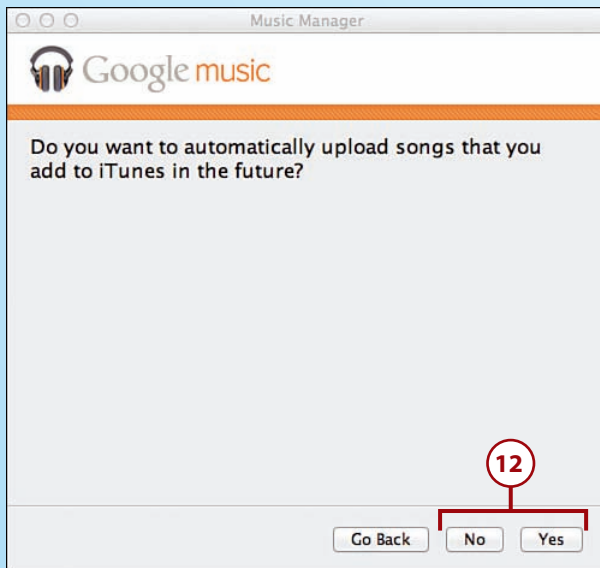 Music Manager
Google music
Do you want to automatically upload songs that you
add to iTunes in the future?
12
Go Back No Yes